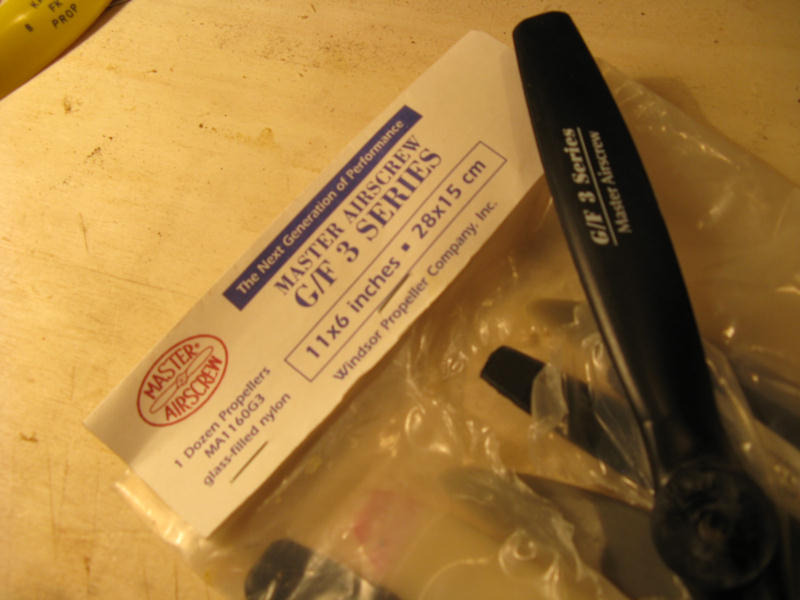 FK
PROP
The Next Generation of Performance
MASTER AIRSCREW
G/F 3 SERIES
11x6 inches ▪ 28x15 cm
Windsor Propeller Company, Inc.
MASTER®
AIRSCREW
1 Dozen Propellers
MA1160G3
glass-filled nylon
G/F 3 Series
Master Airscrew